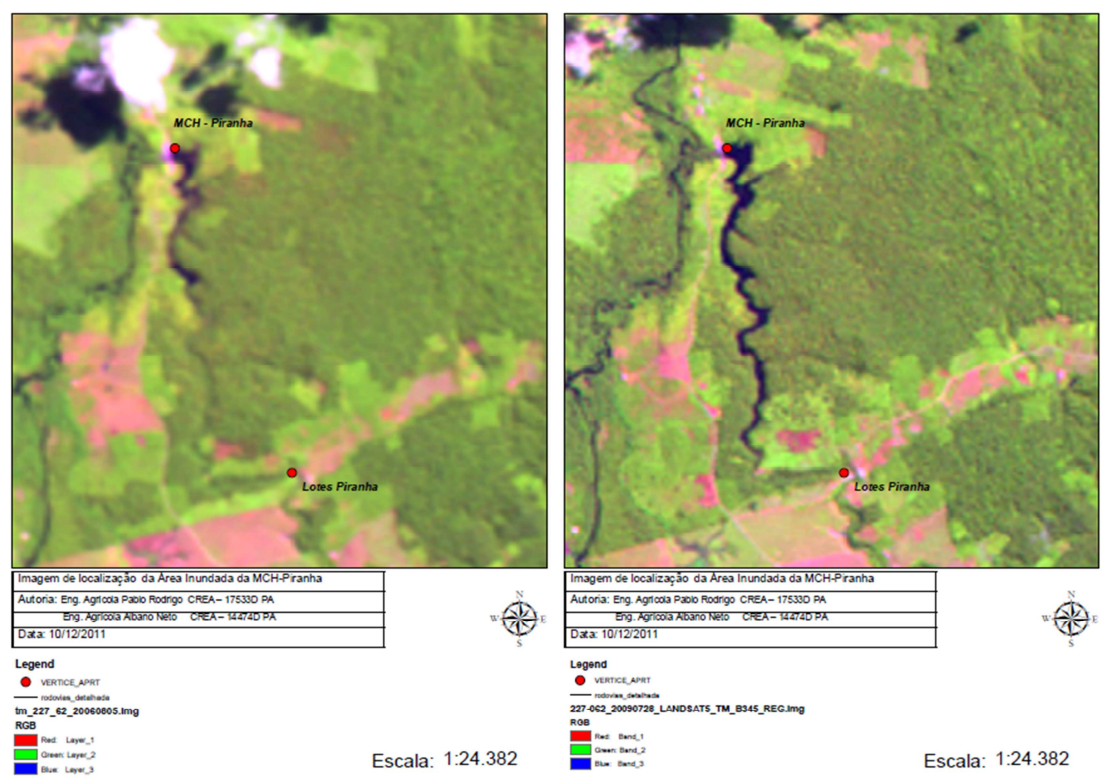 MCH - Piranha
Lotes Piranha
Imagem de localização da Área Inundada da MCH-Piranha
Autoria: Eng. Agrícola Pablo Rodrigo CREA – 17533D PA
Eng. Agrícola Albano Neto CREA – 14474D PA
Data: 10/12/2011
N
W
E
S
Legend
VERTICE_APRT
rodovias_detalhada
tm_227_62_20060805.img
RGB
Red: Layer_1
Green: Layer_2
Blue: Layer_3
Escala: 1:24.382
MCH - Piranha
Lotes Piranha
Imagem de localização da Área Inundada da MCH-Piranha
Autoria: Eng. Agrícola Pablo Rodrigo CREA – 17533D PA
Eng. Agrícola Albano Neto CREA – 14474D PA
Data: 10/12/2011
N
W
E
S
Legend
VERTICE_APRT
rodovias_detalhada
227-062_20090728_LANDSAT5_TM_B345_REG.img
RGB
Red: Band_1
Green: Band_2
Blue: Band_3
Escala: 1:24.382